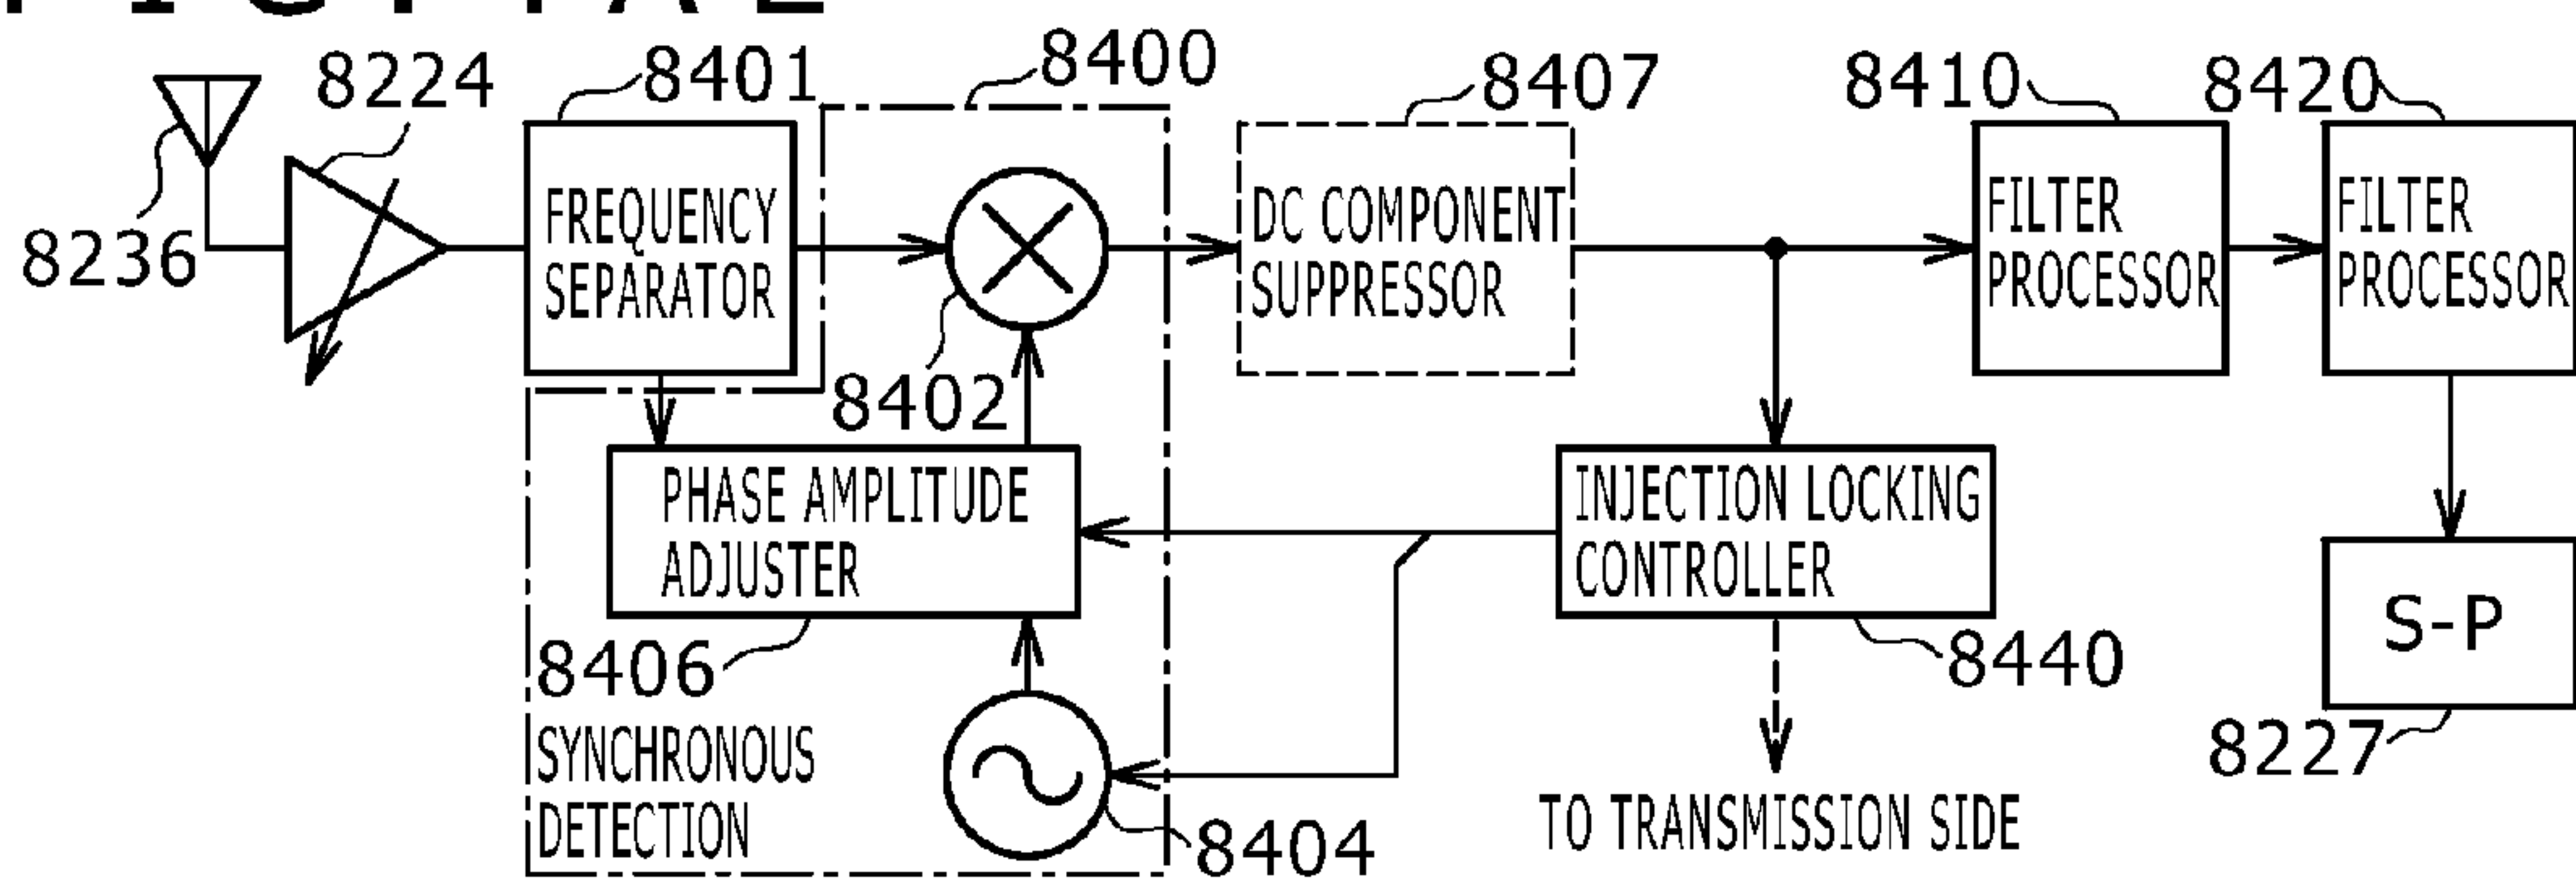 8236
8224
8401
8400
8407
8410
8420
FREQUENCY
SEPARATOR
DC COMPONENT
SUPPRESSOR
FILTER
PROCESSOR
FILTER
PROCESSOR
8402
PHASE AMPLITUDE
ADJUSTER
INJECTION LOCKING
CONTROLLER
S-P
8406
8440
8227
SYNCHRONOUS
DETECTION
8404
TO TRANSMISSION SIDE